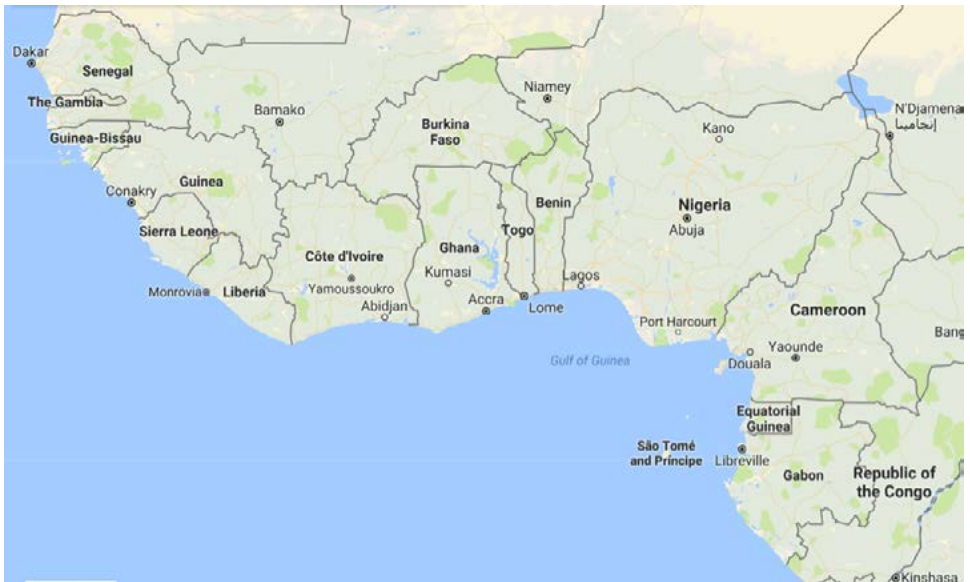 Dakar
Senegal
The Gambia
Guinea-Bissau
Bamako
Niamey
Burkina
Faso
Kano
N'Djamena
إنجامينا
Guinea
Conakry
Sierra Leone
Benin
Nigeria
Abuja
Togo
Ghana
Kumasi
Côte d'Ivoire
Yamoussoukro
Monrovia
Liberia
Abidjan
Accra
Lome
Lagos
Port Harcourt
Cameroon
Bang
Gulf of Guinea
Douala
Yaounde
Equatorial
Guinea
São Tomé
and Príncipe
Libreville
Gabon
Republic of
the Congo
Kinshasa